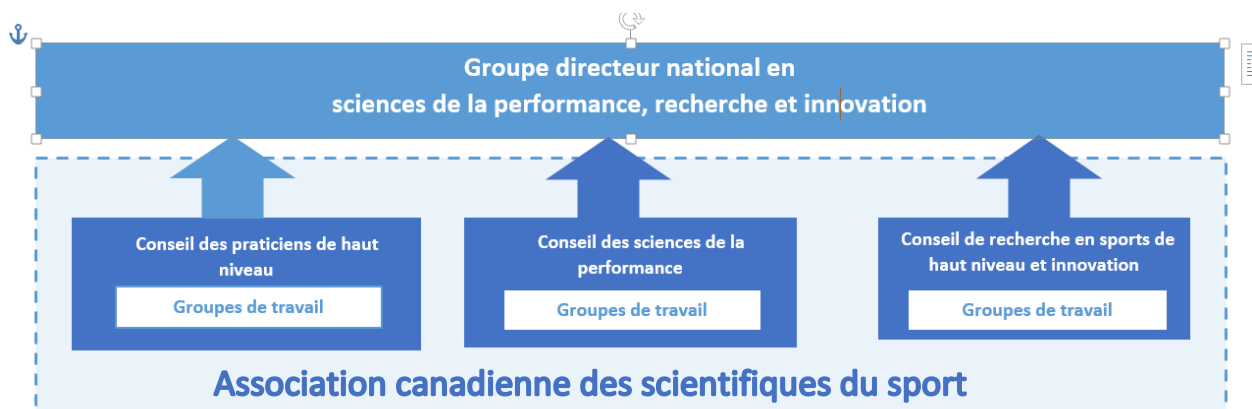 Groupe directeur national en
sciences de la performance, recherche et innovation
Conseil des praticiens de haut
niveau
Groupes de travail
Conseil des sciences de la
performance
Groupes de travail
Conseil de recherche en sports de
haut niveau et innovation
Groupes de travail
Association canadienne des scientifiques du sport